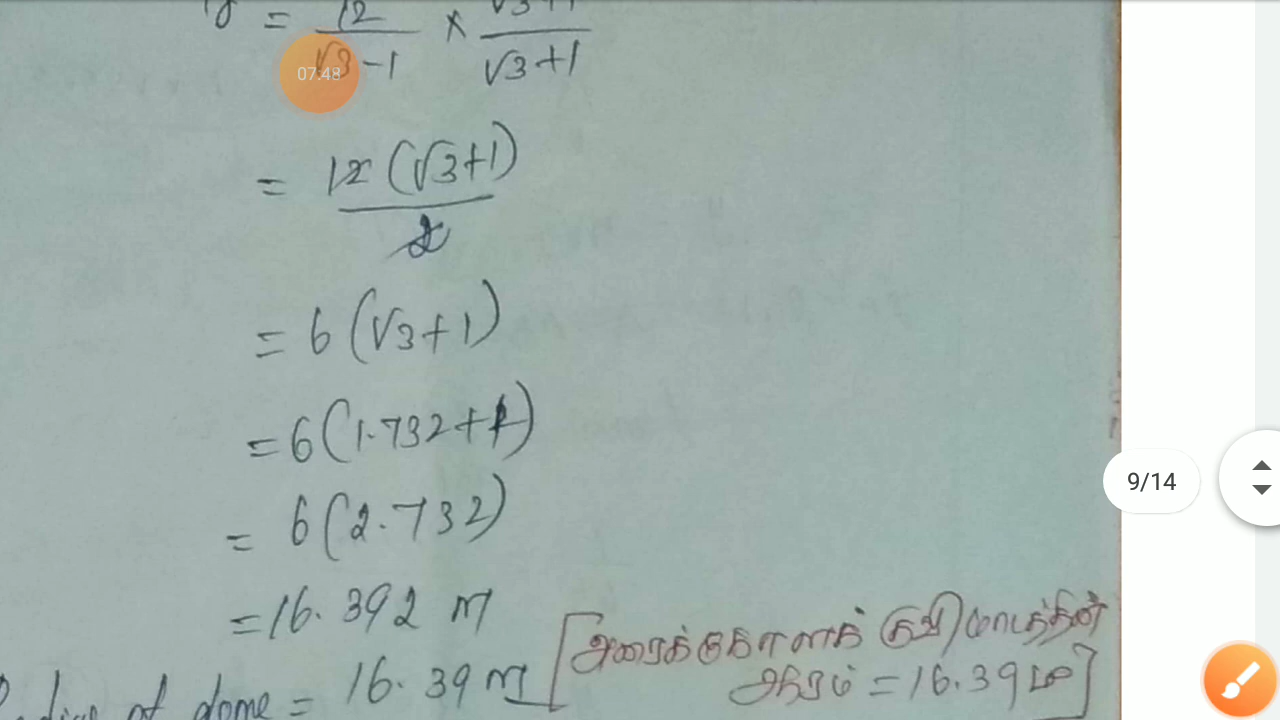 y = 12/√3-1 × √3+1/√3+1
07:48
= 12(√3+1)/2
= 6(√3+1)
= 6(1.732+1)
9/14
= 6(2.732)
= 16.392 m
Radius of dome = 16.39 m [அரைக்கோளக் குவிமாடத்தின்
ஆரம் = 16.39 மீ]